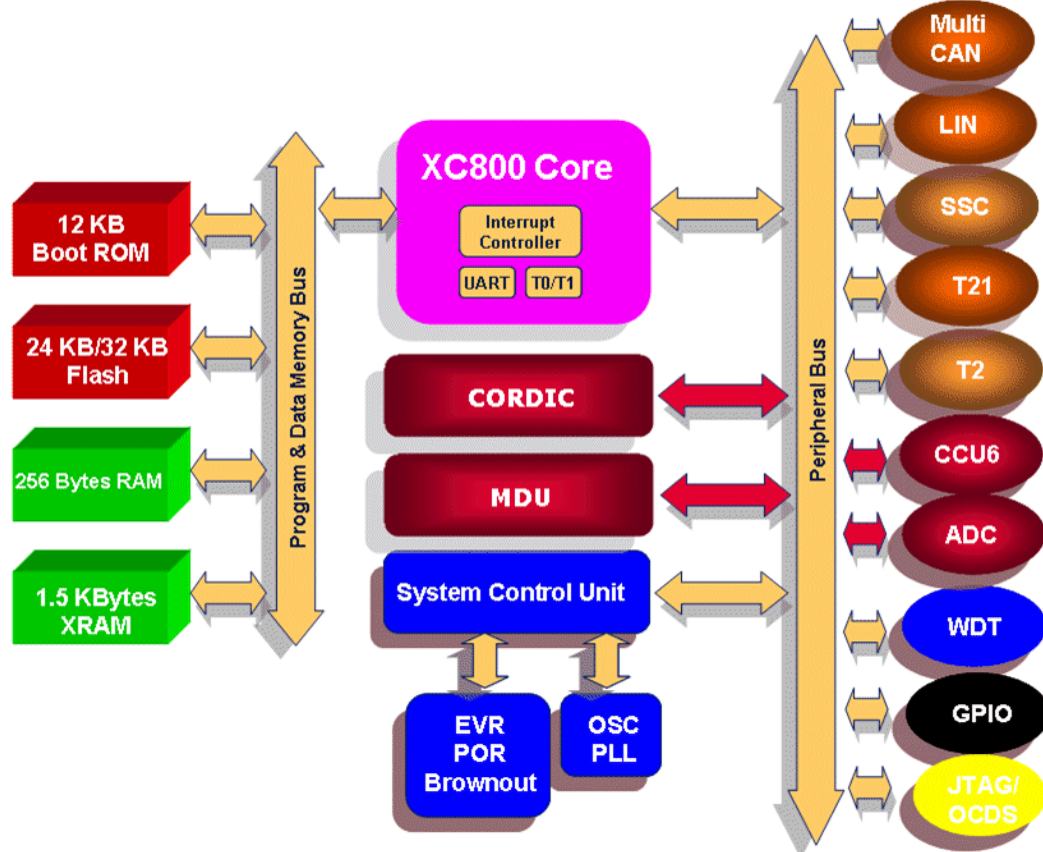 12 KB
Boot ROM
24 KB/32 KB
Flash
256 Bytes RAM
1.5 KBytes
XRAM
Program & Data Memory Bus
XC800 Core
Interrupt
Controller
UART
T0/T1
CORDIC
MDU
System Control Unit
EVR
POR
Brownout
OSC
PLL
Peripheral Bus
Multi
CAN
LIN
SSC
T21
T2
CCU6
ADC
WDT
GPIO
JTAG/
OCDS